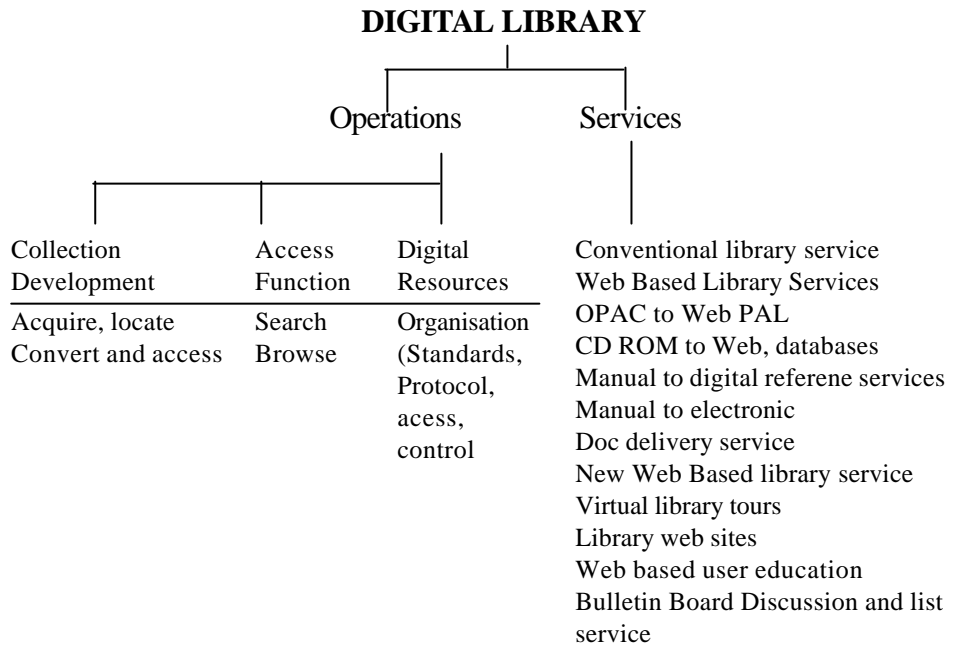 DIGITAL LIBRARY
Operations
Services
Collection
Development
Acquire, locate
Convert and access
Access
Function
Search
Browse
Digital
Resources
Organisation
(Standards,
Protocol,
acess,
control
Conventional library service
Web Based Library Services
OPAC to Web PAL
CD ROM to Web, databases
Manual to digital referene services
Manual to electronic
Doc delivery service
New Web Based library service
Virtual library tours
Library web sites
Web based user education
Bulletin Board Discussion and list
service